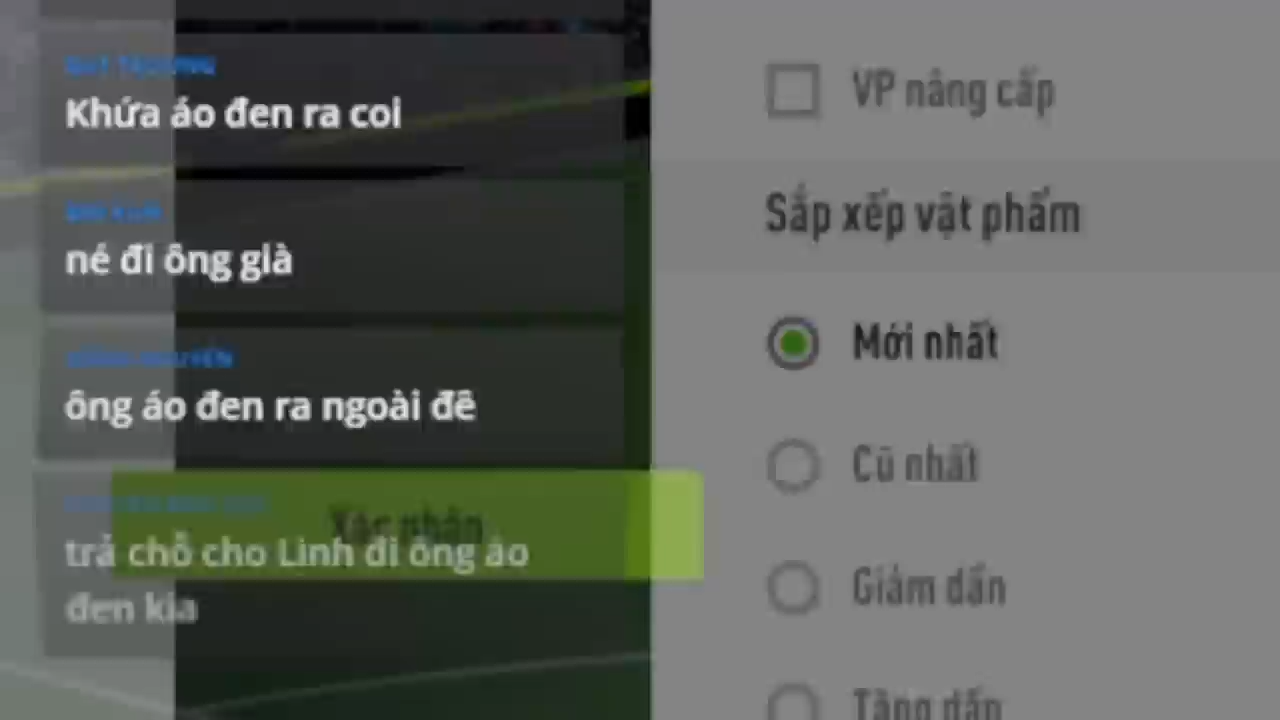 Khứa áo đen ra coi
né đi ông già
ông áo đen ra ngoài đê
Xác nhận
trả chỗ cho Linh đi ông áo
đen kia
VP nâng cấp
Sắp xếp vật phẩm
Mới nhất
Cũ nhất
Giảm dần
Tăng dần